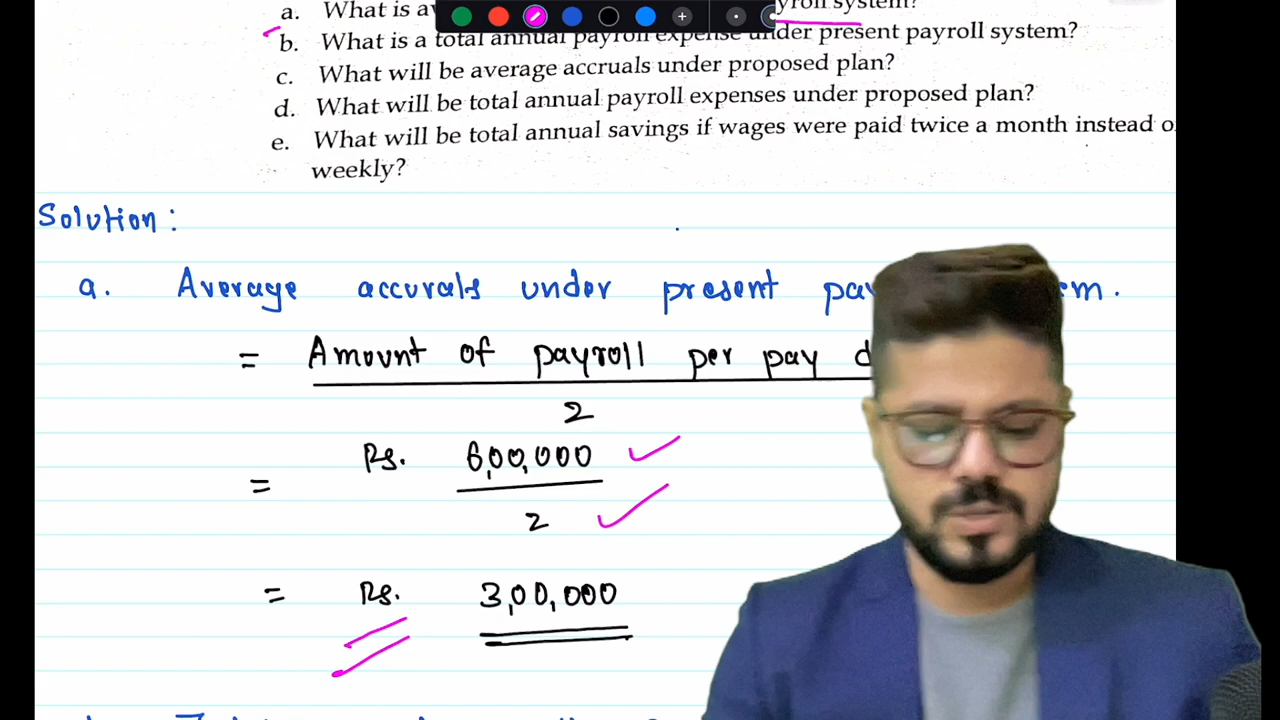 a. What is yroll system?
b. What is a total annual payroll expense under present payroll system?
c. What will be average accruals under proposed plan?
d. What will be total annual payroll expenses under proposed plan?
e. What will be total annual savings if wages were paid twice a month instead
weekly?
Solution:
a. Average accurals under present
= Amount of payroll per pay
2
= Rs. 6,00,000
2
= Rs. 3,00,000